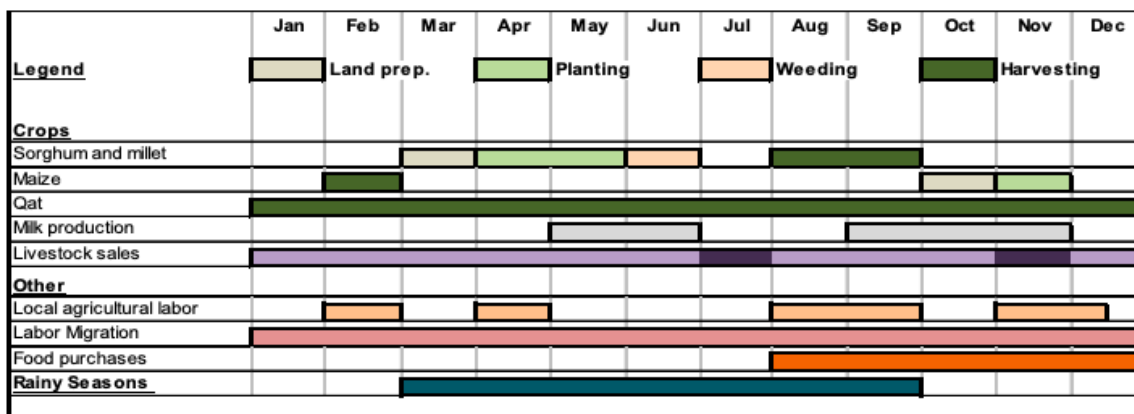 Jan Feb Mar Apr May Jun Jul Aug Sep Oct Nov Dec
Legend Land prep. Planting Weeding Harvesting
Crops
Sorghum and millet
Maize
Qat
Milk production
Livestock sales
Other
Local agricultural labor
Labor Migration
Food purchases
Rainy Seasons